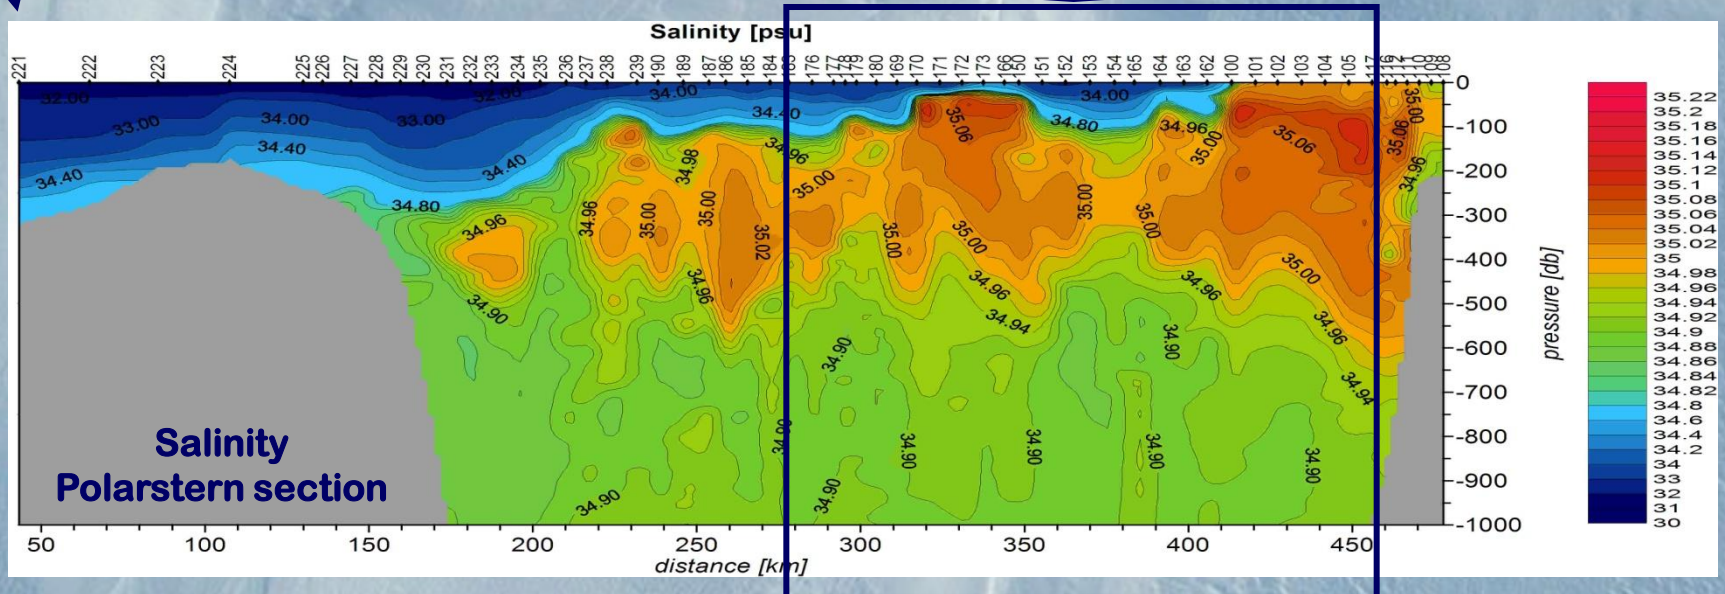 Salinity [psu]
221 222 223 224 225 226 227 228 229 230 231 232 233 234 235 236 237 238 239 190 189 187 186 185 184 176 177 178 179 180 169 170 171 172 173 166 150 151 152 153 154 165 164 163 162 100 101 102 103 104 105 117 108
32.00 32.00 34.00 34.00
33.00 34.00 33.00 34.40 34.80 34.96 35.06 35.00
34.40 34.40 34.98 34.96 35.00 35.06 35.06
34.40 34.80 35.00 34.96
34.96 34.96 35.00 35.00 35.02 35.00 35.00 35.00 35.00 35.00
34.90 34.96 34.96 34.94 34.96 34.96
34.90 34.90 34.94
34.90 34.90 34.90 34.90
34.90 34.90
0
-100
-200
-300
-400
-500
-600
-700
-800
-900
-1000
pressure [db]
35.22
35.2
35.18
35.16
35.14
35.12
35.1
35.08
35.06
35.04
35.02
35
34.98
34.96
34.94
34.92
34.9
34.88
34.86
34.84
34.82
34.8
34.6
34.4
34.2
34
33
32
31
30
Salinity
Polarstern section
50 100 150 200 250 300 350 400 450
distance [km]